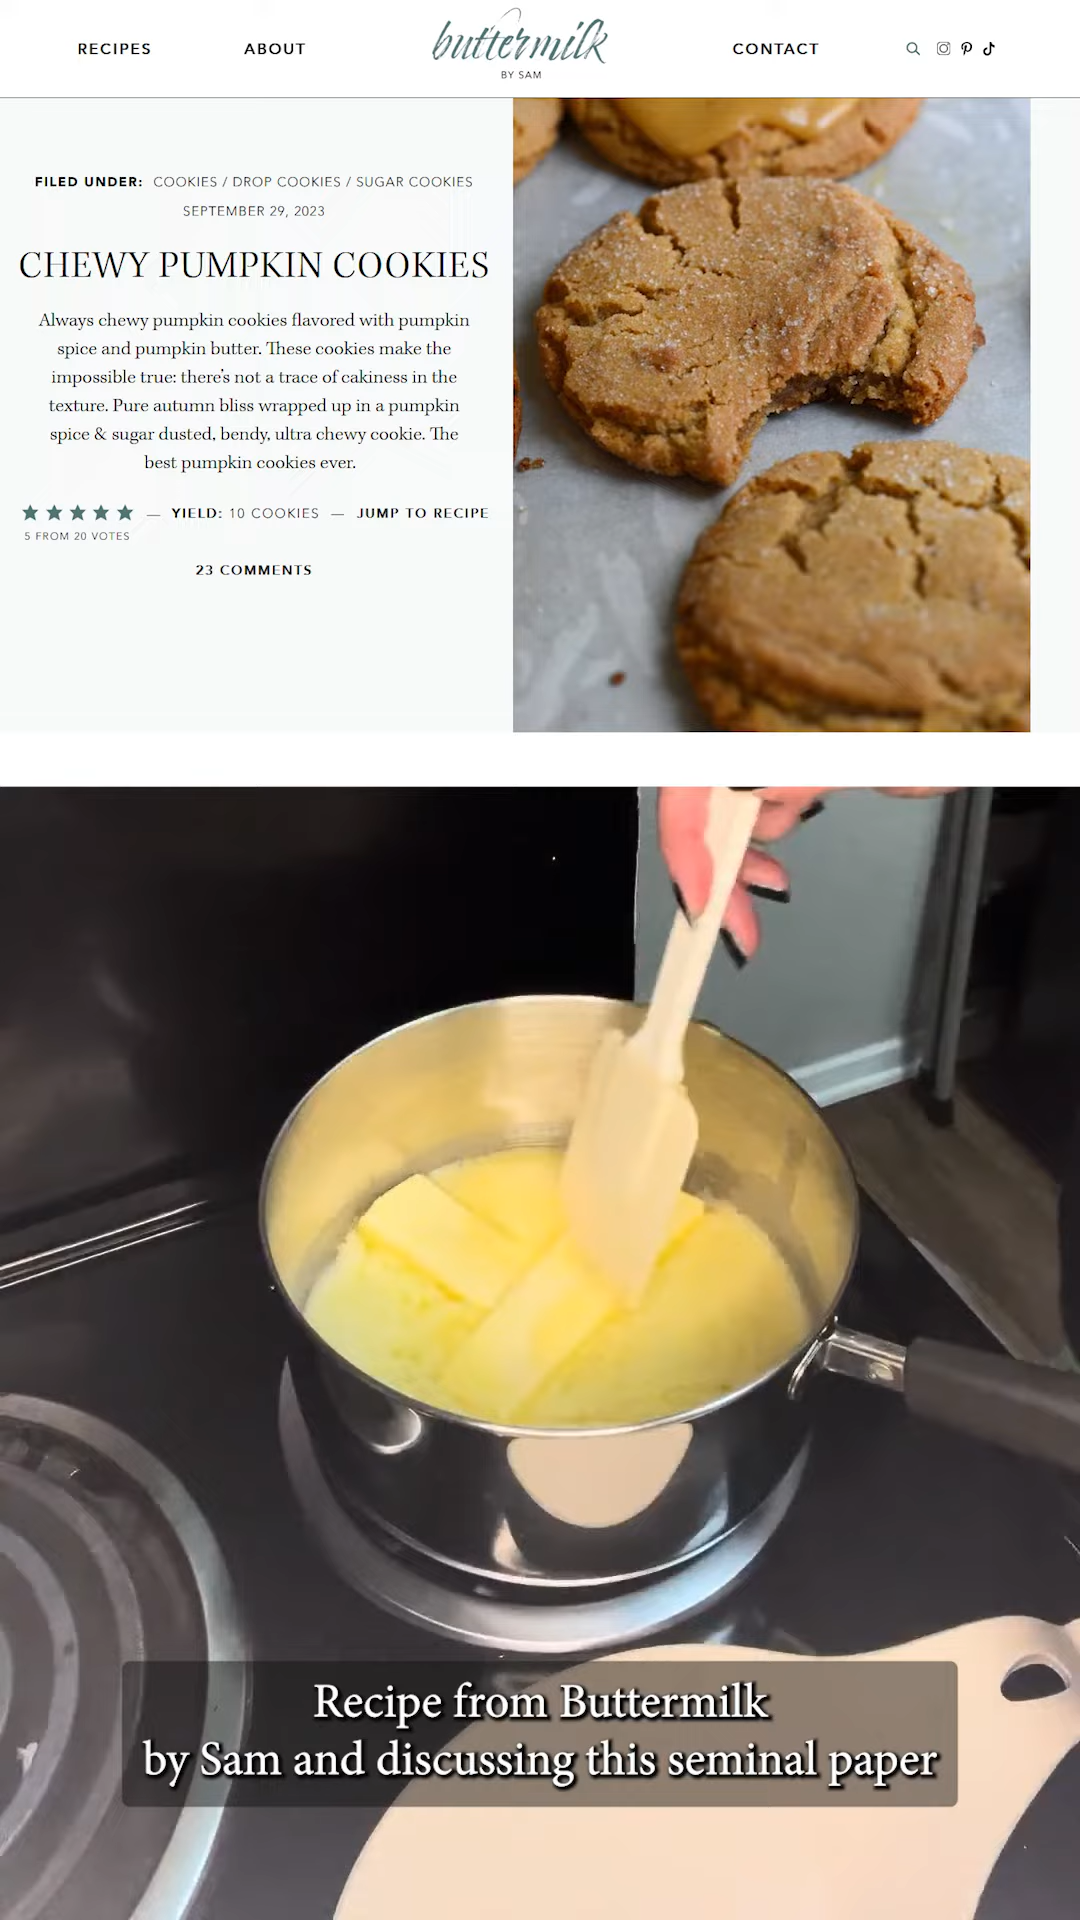 RECIPES
ABOUT
buttermilk
BY SAM
CONTACT
FILED UNDER: COOKIES / DROP COOKIES / SUGAR COOKIES
SEPTEMBER 29, 2023
CHEWY PUMPKIN COOKIES
Always chewy pumpkin cookies flavored with pumpkin
spice and pumpkin butter. These cookies make the
impossible true: there's not a trace of cakiness in the
texture. Pure autumn bliss wrapped up in a pumpkin
spice & sugar dusted, bendy, ultra chewy cookie. The
best pumpkin cookies ever.
— YIELD: 10 COOKIES — JUMP TO RECIPE
5 FROM 20 VOTES
23 COMMENTS
Recipe from Buttermilk
by Sam and discussing this seminal paper